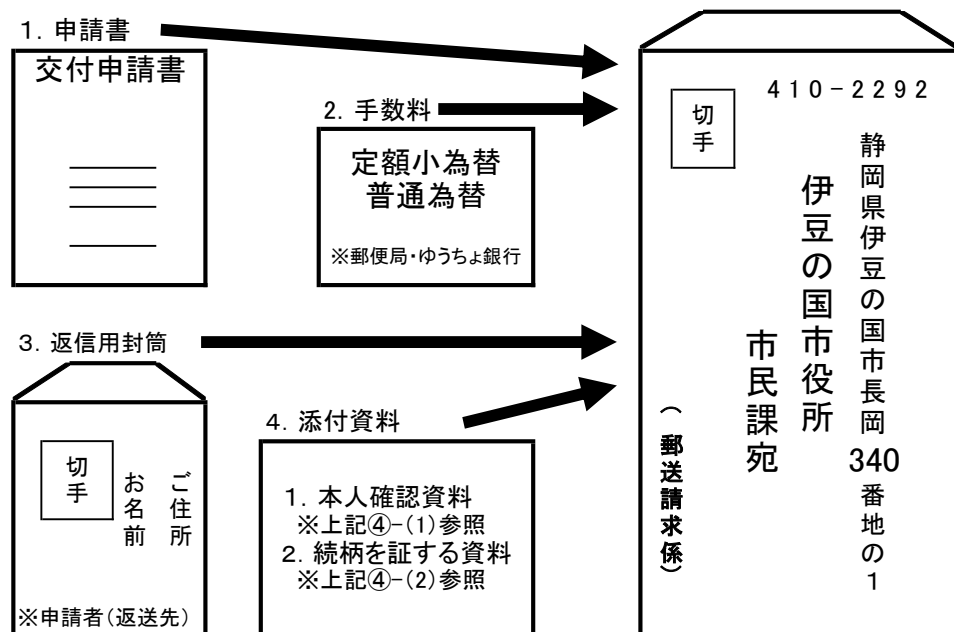 1．申請書
交付申請書
2．手数料
定額小為替
普通為替
※郵便局・ゆうちょ銀行
3．返信用封筒
切手
ご住所
お名前
※申請者（返送先）
4．添付資料
1．本人確認資料
※上記④-(1)参照
2．続柄を証する資料
※上記④-(2)参照
切手
410-2292
静岡県伊豆の国市長岡340番地の1
伊豆の国市役所
市民課宛
（郵送請求係）